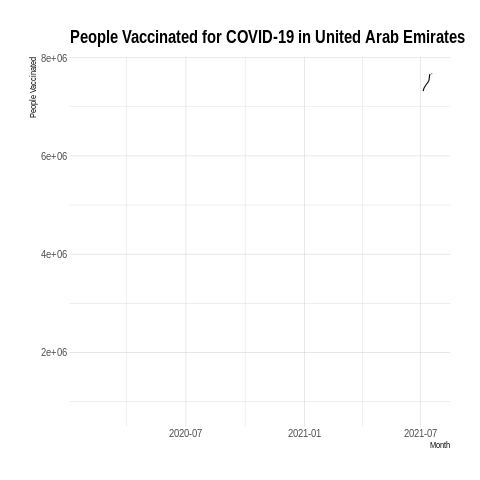 People Vaccinated for COVID-19 in United Arab Emirates
People Vaccinated
8e+06
6e+06
4e+06
2e+06
2020-07
2021-01
2021-07
Month